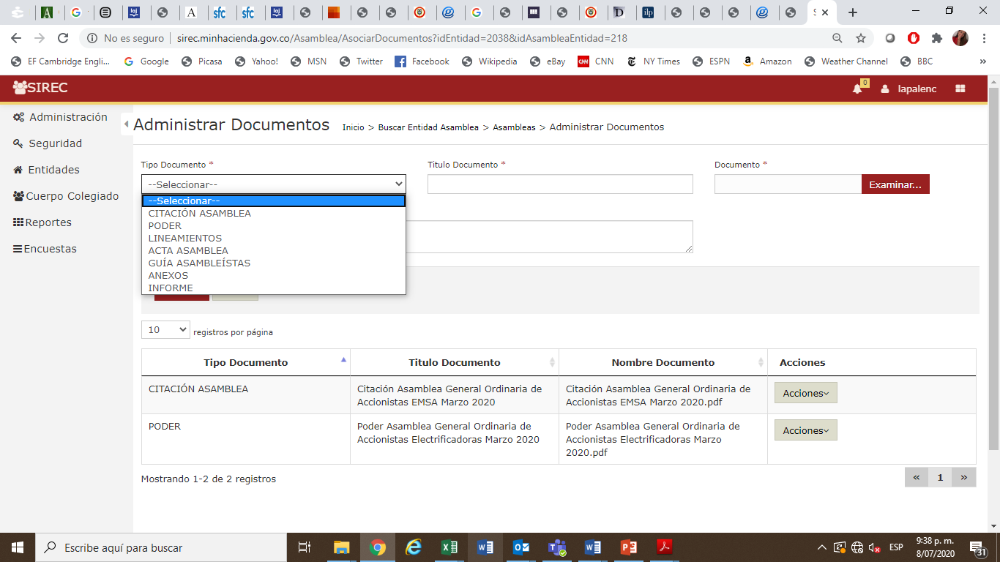 No es seguro | sirec.minhacienda.gov.co/Asamblea/AsociarDocumentos?idEntidad=2038&idAsambleaEntidad=218
EF Cambridge Engli... Google Picasa Yahoo! MSN Twitter Facebook Wikipedia eBay CNN NY Times ESPN Amazon Weather Channel BBC »
SIREC 0 lapalenc
Administración
Seguridad
Entidades
Cuerpo Colegiado
Reportes
Encuestas
Administrar Documentos Inicio > Buscar Entidad Asamblea > Asambleas > Administrar Documentos
Tipo Documento * Titulo Documento * Documento *
--Seleccionar-- Examinar...
--Seleccionar--
CITACIÓN ASAMBLEA
PODER
LINEAMIENTOS
ACTA ASAMBLEA
GUÍA ASAMBLEÍSTAS
ANEXOS
INFORME
10 registros por página
Tipo Documento Titulo Documento Nombre Documento Acciones
CITACIÓN ASAMBLEA Citación Asamblea General Ordinaria de Citación Asamblea General Ordinaria de Acciones
Accionistas EMSA Marzo 2020 Accionistas EMSA Marzo 2020.pdf
PODER Poder Asamblea General Ordinaria de Poder Asamblea General Ordinaria de Acciones
Accionistas Electrificadoras Marzo 2020 Accionistas Electrificadoras Marzo
2020.pdf
Mostrando 1-2 de 2 registros « 1 »
Escribe aquí para buscar ESP 9:38 p. m.
8/07/2020 31